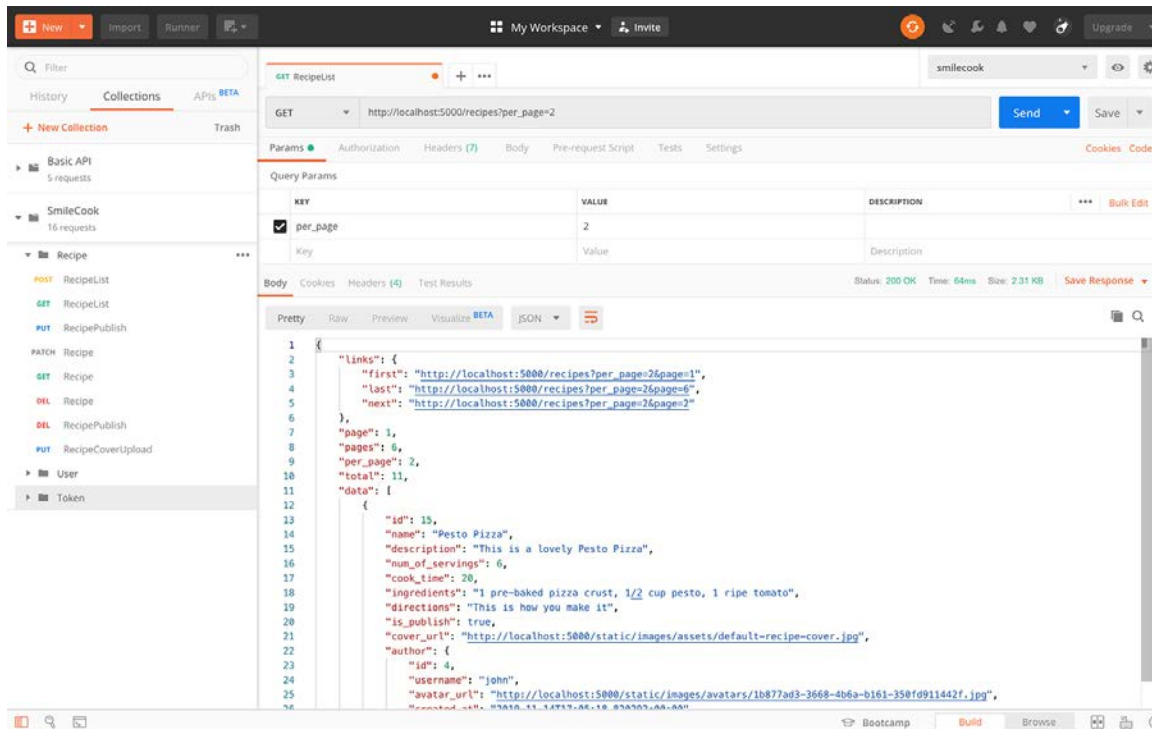 New Import Runner My Workspace Invite Upgrade
Filter
History Collections APIs BETA
+ New Collection Trash
Basic API
5 requests
SmileCook
16 requests
Recipe
POST RecipeList
GET RecipeList
PUT RecipePublish
PATCH Recipe
GET Recipe
DEL Recipe
DEL RecipePublish
PUT RecipeCoverUpload
User
Token
GET RecipeList + ••• smilecook
GET http://localhost:5000/recipes?per_page=2 Send Save
Params Authorization Headers (7) Body Pre-request Script Tests Settings Cookies Code
Query Params
KEY VALUE DESCRIPTION ••• Bulk Edit
per_page 2
Key Value Description
Body Cookies Headers (4) Test Results Status: 200 OK Time: 64ms Size: 2.31 KB Save Response
Pretty Raw Preview Visualize BETA JSON
1 {
2 "links": {
3 "first": "http://localhost:5000/recipes?per_page=2&page=1",
4 "last": "http://localhost:5000/recipes?per_page=2&page=6",
5 "next": "http://localhost:5000/recipes?per_page=2&page=2"
6 },
7 "page": 1,
8 "pages": 6,
9 "per_page": 2,
10 "total": 11,
11 "data": [
12 {
13 "id": 15,
14 "name": "Pesto Pizza",
15 "description": "This is a lovely Pesto Pizza",
16 "num_of_servings": 6,
17 "cook_time": 20,
18 "ingredients": "1 pre-baked pizza crust, 1/2 cup pesto, 1 ripe tomato",
19 "directions": "This is how you make it",
20 "is_publish": true,
21 "cover_url": "http://localhost:5000/static/images/assets/default-recipe-cover.jpg",
22 "author": {
23 "id": 4,
24 "username": "john",
25 "avatar_url": "http://localhost:5000/static/images/avatars/1b877ad3-3668-4b6a-b161-350fd911442f.jpg",
Bootcamp Build Browse